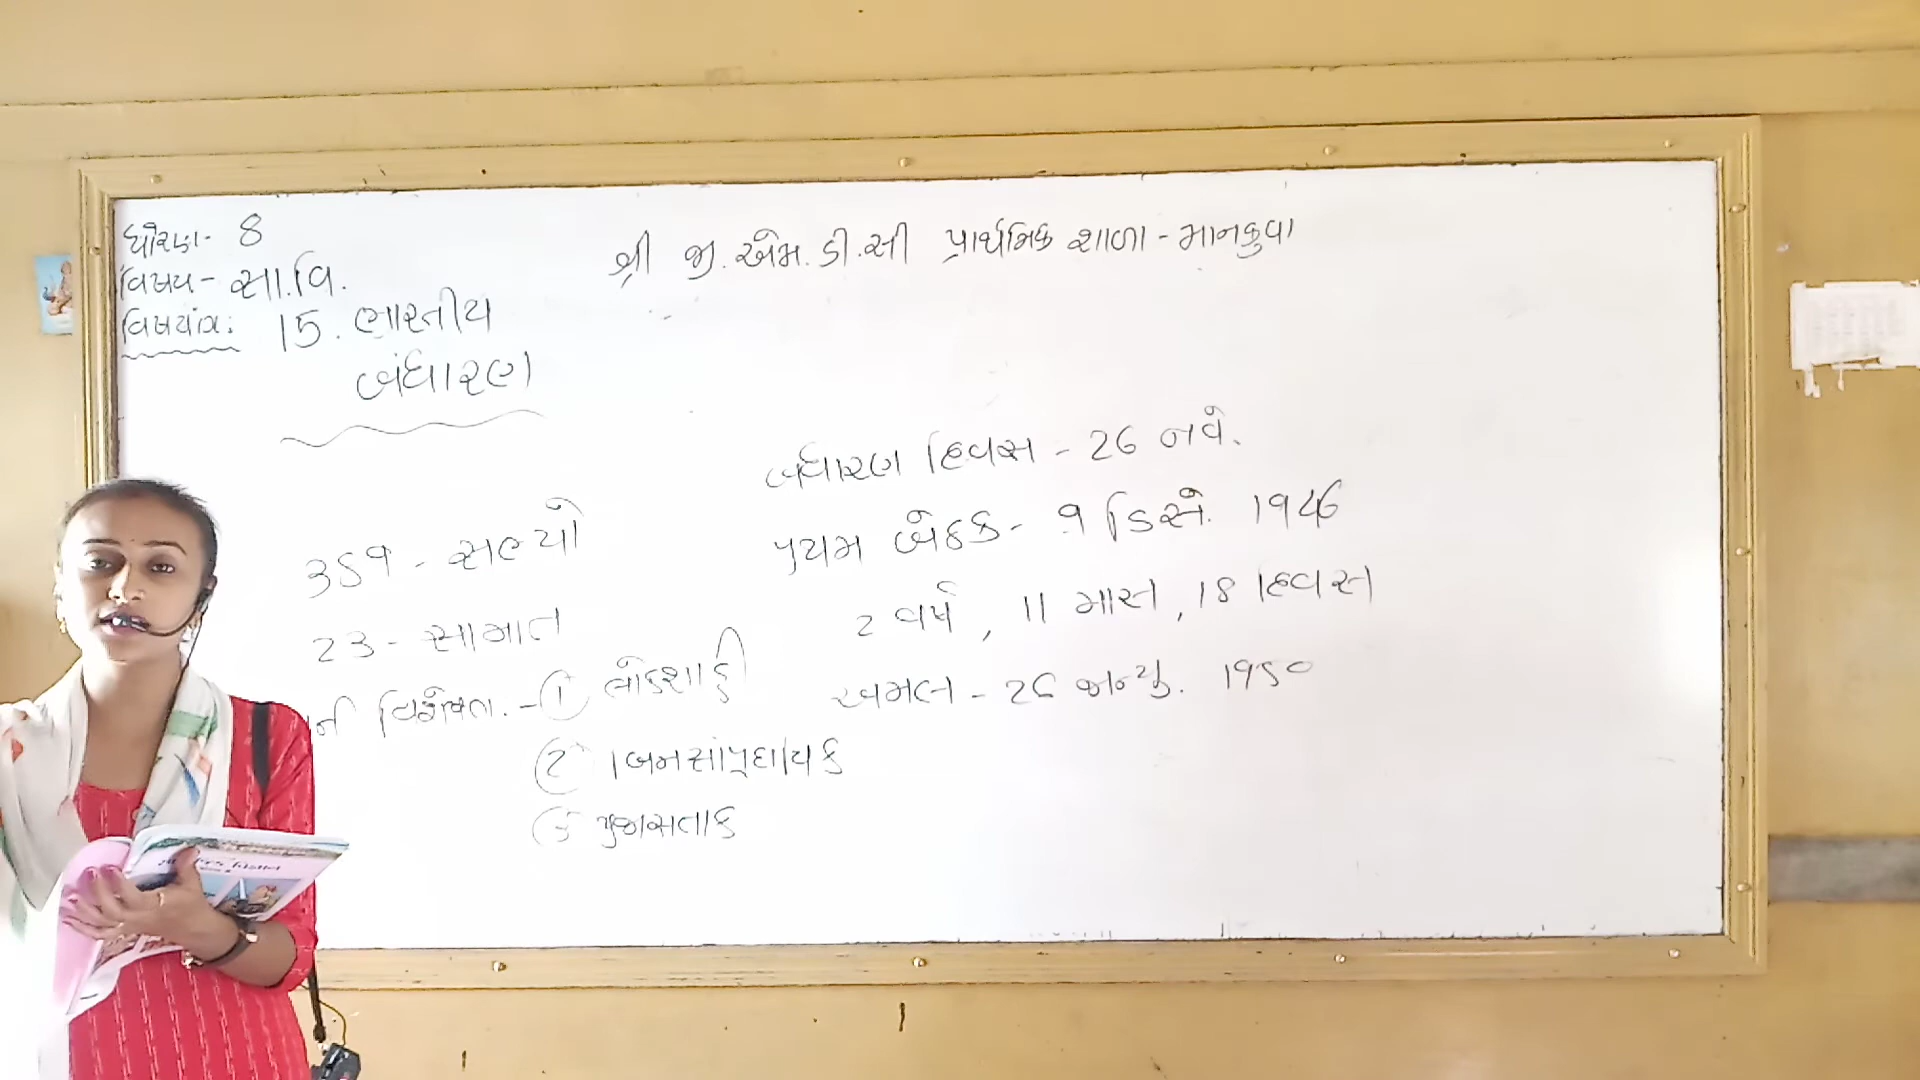 ધોરણ- 8
વિષય- સા.વિ.
વિષયાંગ: 15. ભારતીય
બંધારણ
શ્રી જી.એમ.ડી.સી પ્રાથમિક શાળા - માનકુવા
બંધારણ દિવસ - 26 નવે.
પ્રથમ બેઠક - 9 ડિસે. 1946
2 વર્ષ, 11 માસ, 18 દિવસ
અમલ - 26 જાન્યુ. 1950
389 - સભ્યો
23 - સમિતિ
ની વિશેષતા. - ① લોકશાહી
② બિનસાંપ્રદાયિક
③ પ્રજાસત્તાક